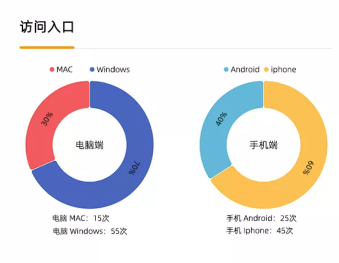 访问入口
MAC Windows
Android iphone
30%
电脑端
70%
40%
手机端
60%
电脑 MAC：15次
电脑 Windows：55次
手机 Android：25次
手机 iphone：45次